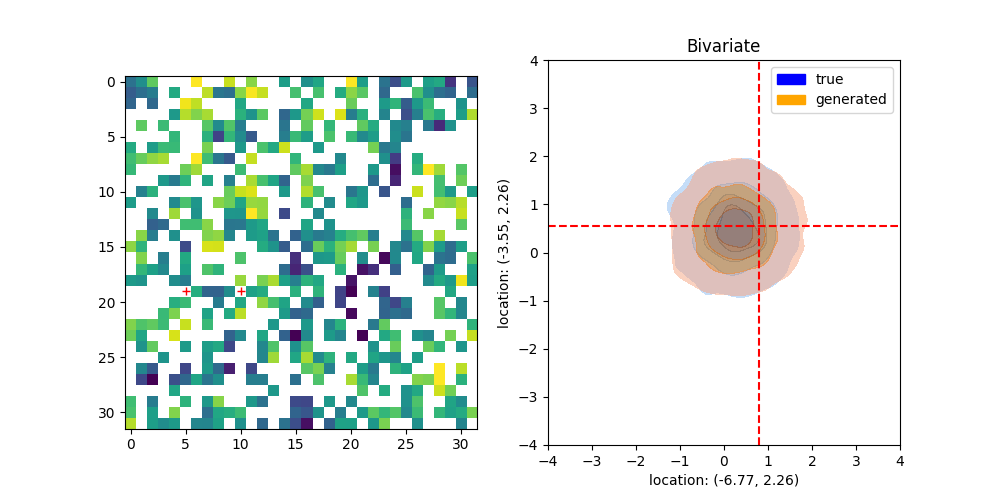 Bivariate
0
5
10
15
20
25
30
0 5 10 15 20 25 30
4
3
2
1
0
−1
−2
−3
−4
−4 −3 −2 −1 0 1 2 3 4
location: (-3.55, 2.26)
location: (-6.77, 2.26)
true
generated